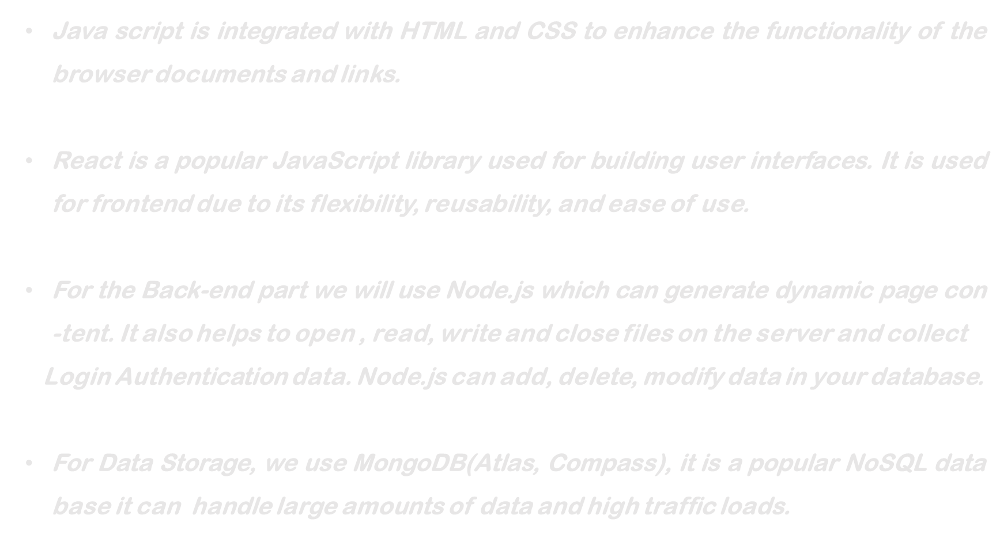 • Java script is integrated with HTML and CSS to enhance the functionality of the
browser documents and links.
• React is a popular JavaScript library used for building user interfaces. It is used
for frontend due to its flexibility, reusability, and ease of use.
• For the Back-end part we will use Node.js which can generate dynamic page con
-tent. It also helps to open , read, write and close files on the server and collect
Login Authentication data. Node.js can add, delete, modify data in your database.
• For Data Storage, we use MongoDB(Atlas, Compass), it is a popular NoSQL data
base it can  handle large amounts of data and high traffic loads.